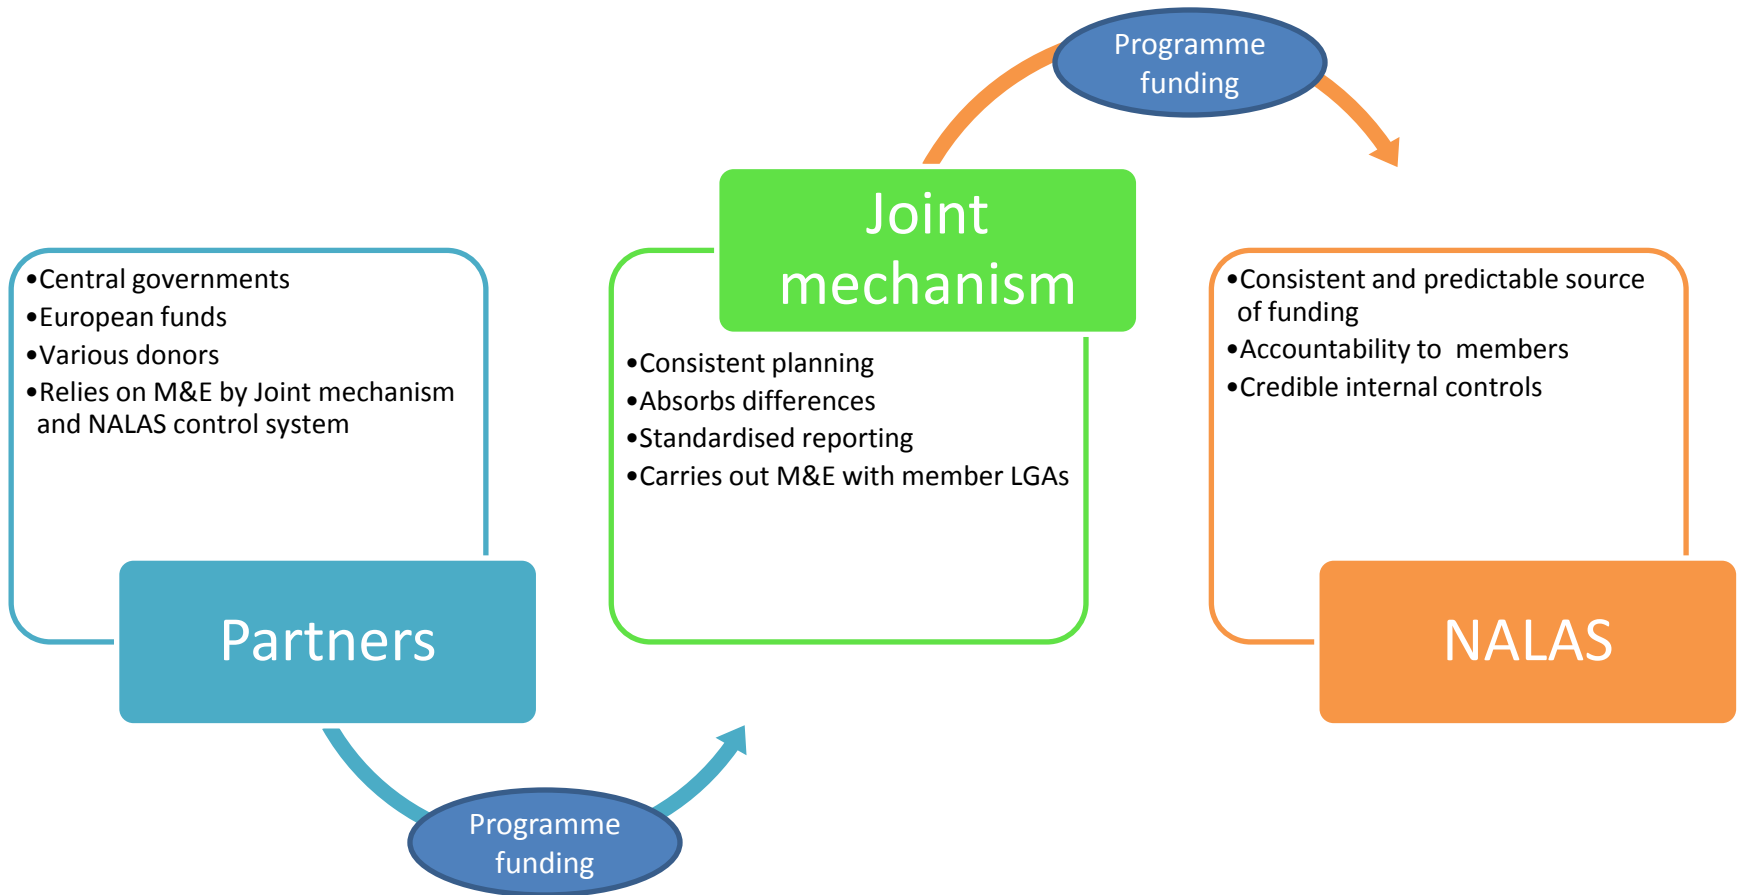 Programme
funding
Joint
mechanism
•Central governments
•European funds
•Various donors
•Relies on M&E by Joint mechanism
and NALAS control system
Partners
•Consistent planning
•Absorbs differences
•Standardised reporting
•Carries out M&E with member LGAs
•Consistent and predictable source
of funding
•Accountability to members
•Credible internal controls
NALAS
Programme
funding